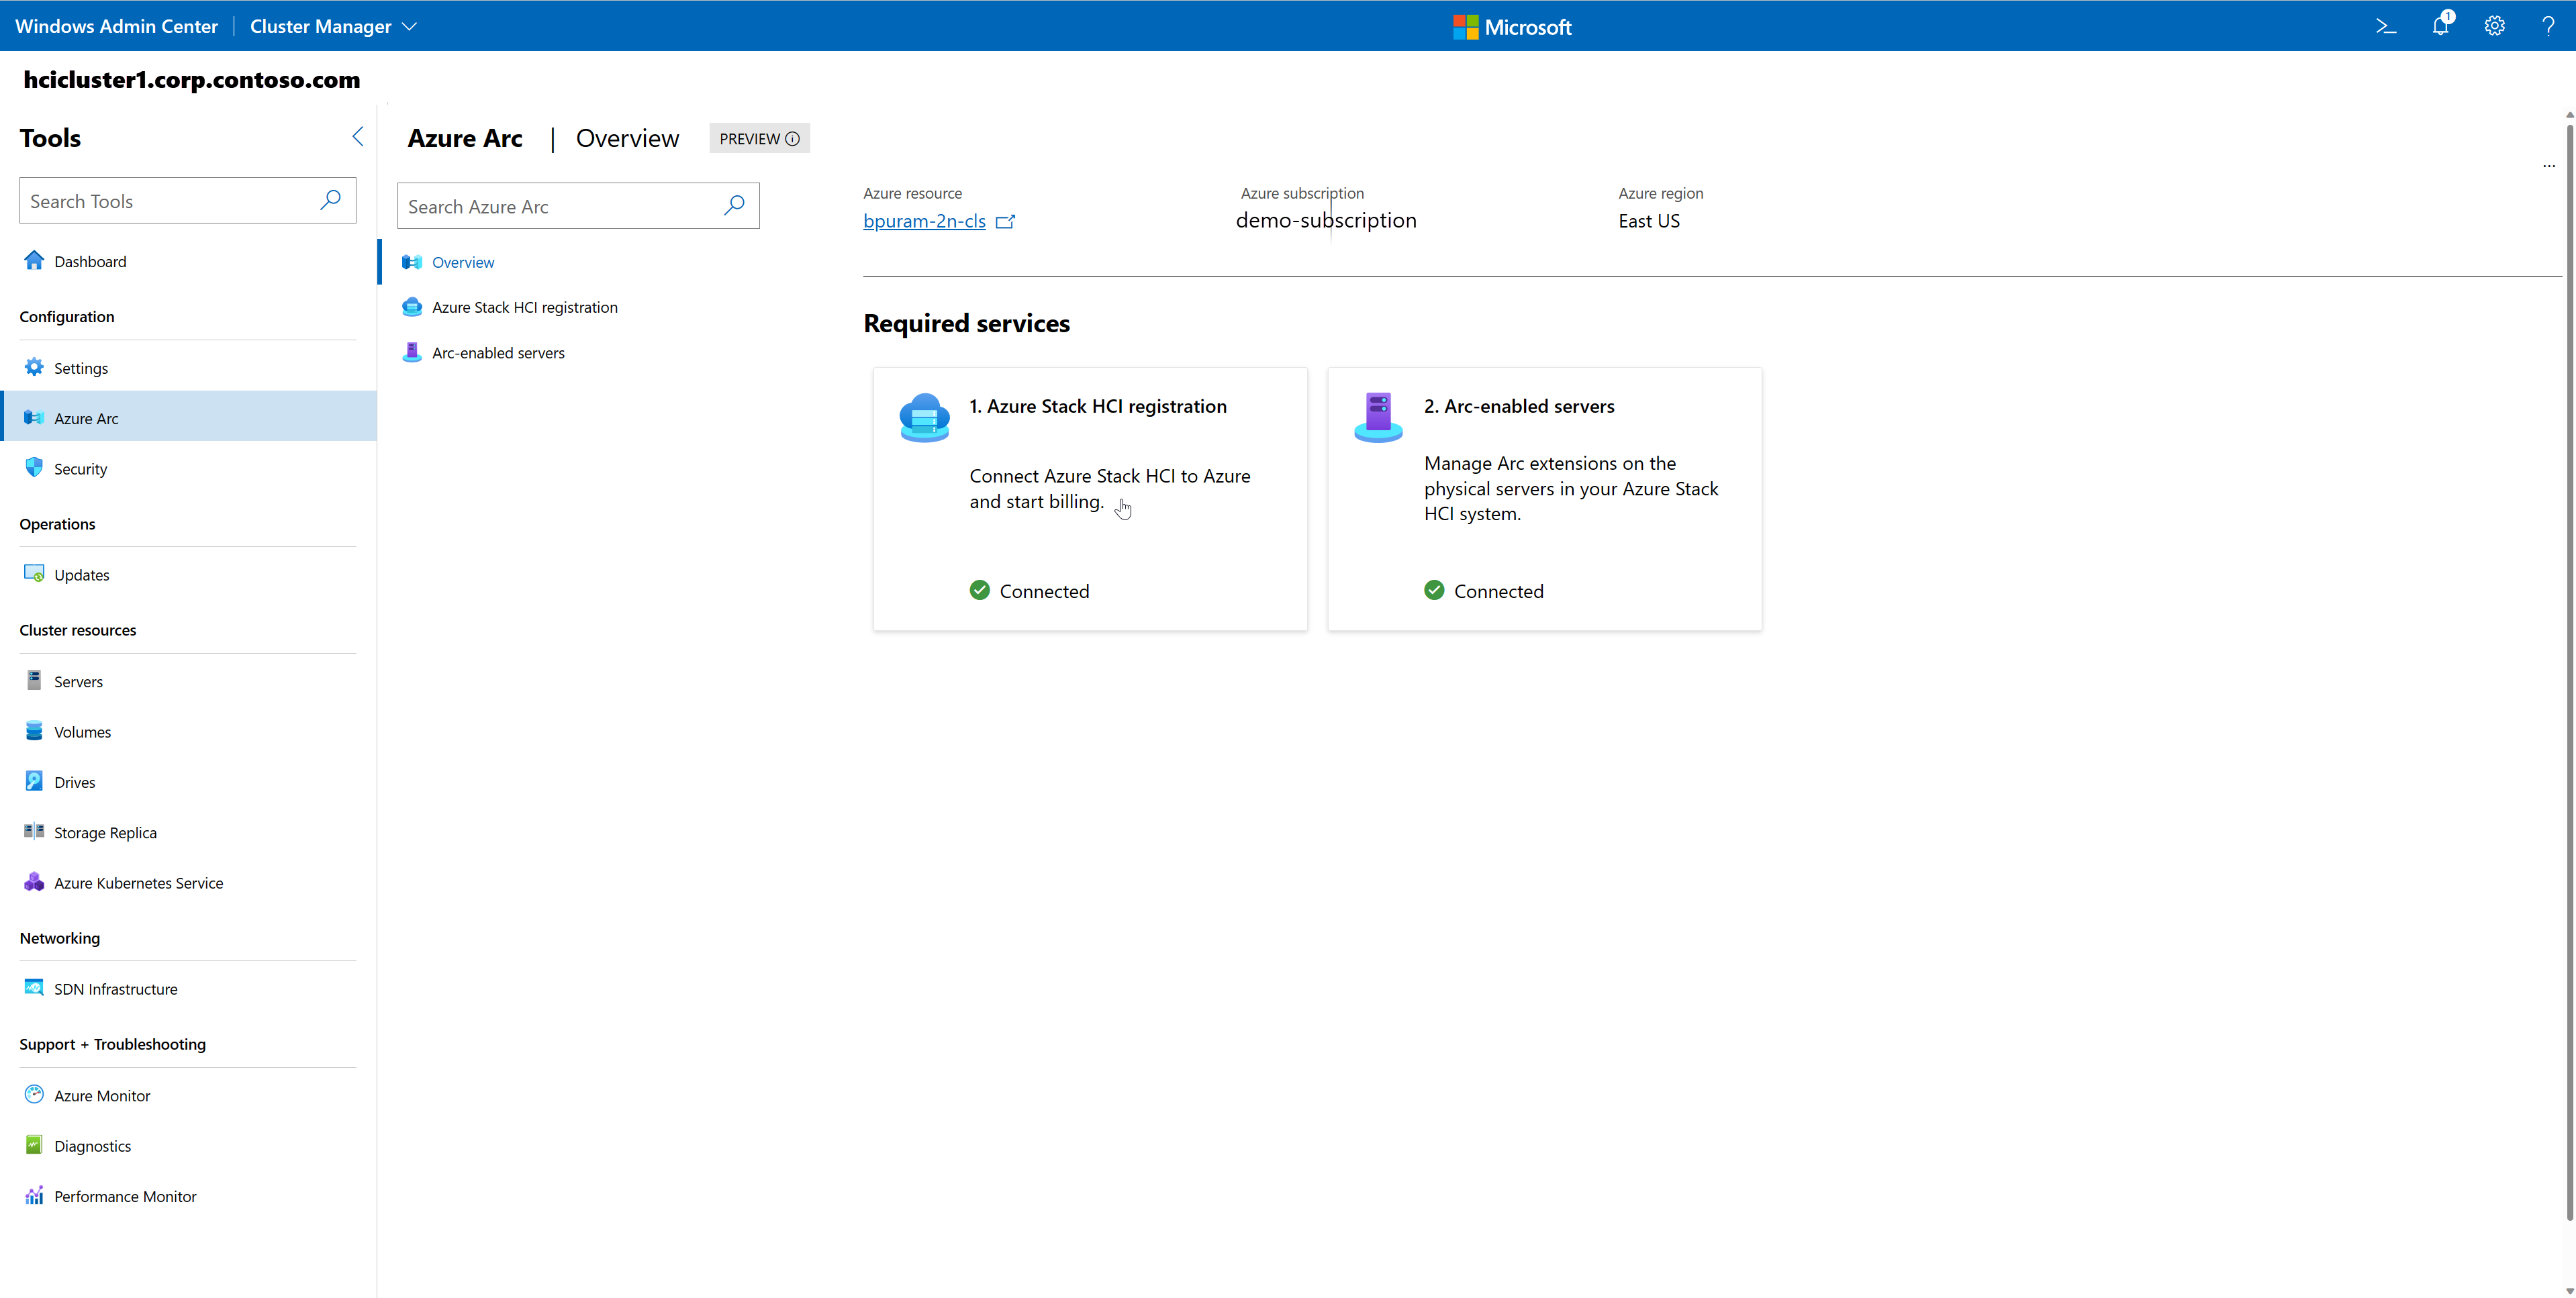 Windows Admin Center | Cluster Manager
Microsoft
1
hcicluster1.corp.contoso.com
Tools
Search Tools
Dashboard
Configuration
Settings
Azure Arc
Security
Operations
Updates
Cluster resources
Servers
Volumes
Drives
Storage Replica
Azure Kubernetes Service
Networking
SDN Infrastructure
Support + Troubleshooting
Azure Monitor
Diagnostics
Performance Monitor
Azure Arc | Overview PREVIEW
Search Azure Arc
Overview
Azure Stack HCI registration
Arc-enabled servers
...
Azure resource
bpuram-2n-cls
Azure subscription
demo-subscription
Azure region
East US
Required services
1. Azure Stack HCI registration
Connect Azure Stack HCI to Azure
and start billing.
Connected
2. Arc-enabled servers
Manage Arc extensions on the
physical servers in your Azure Stack
HCI system.
Connected